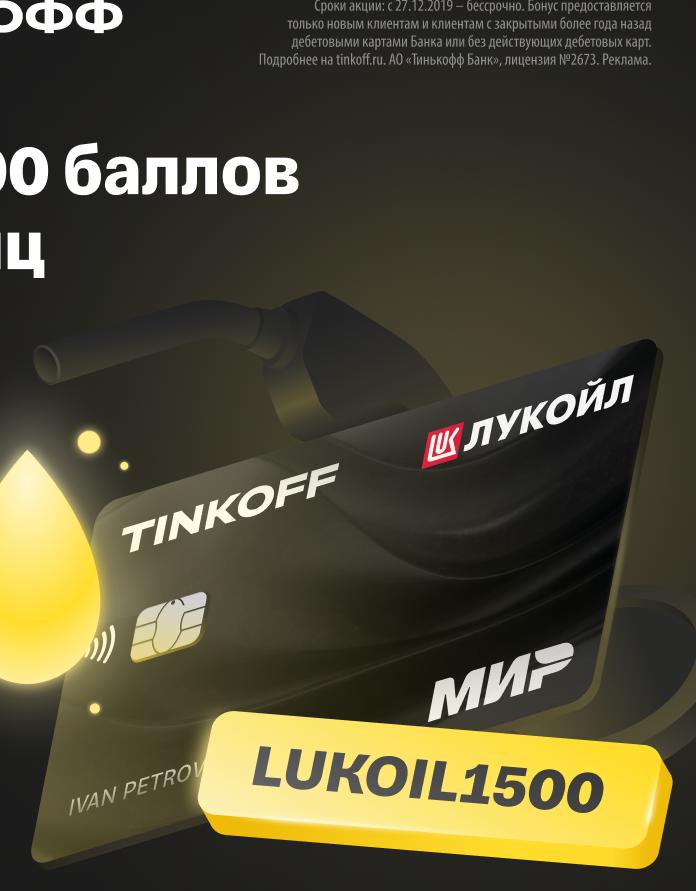 ОФФ
Сроки акции: с 27.12.2019 – бессрочно. Бонус предоставляется
только новым клиентам и клиентам с закрытыми более года назад
дебетовыми картами Банка или без действующих дебетовых карт.
Подробнее на tinkoff.ru. АО «Тинькофф Банк», лицензия №2673. Реклама.
00 баллов
яц
LUK ЛУКОЙЛ
TINKOFF
МИР
IVAN PETROV
LUKOIL1500